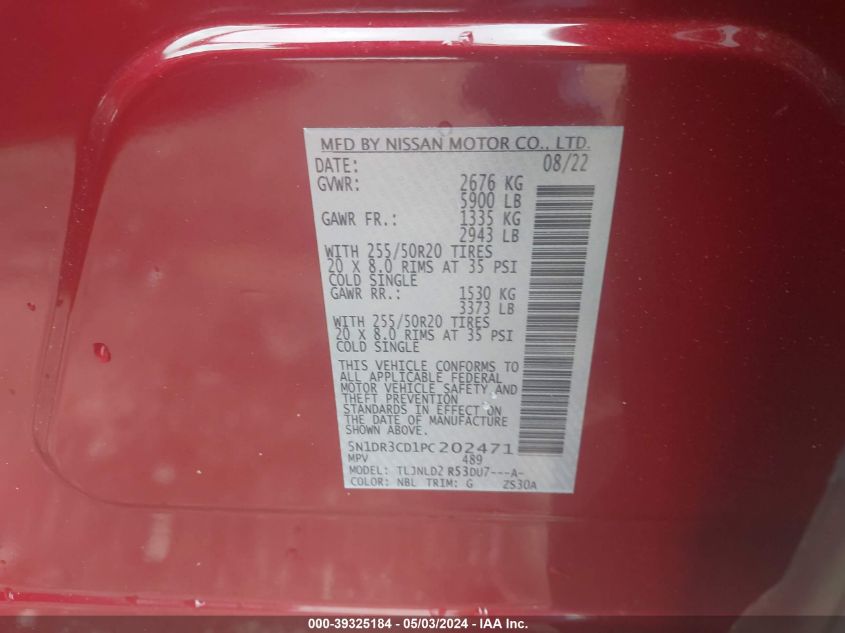 MFD BY NISSAN MOTOR CO., LTD.
DATE: 08/22
GVWR: 2676 KG
5900 LB
GAWR FR.: 1335 KG
2943 LB
WITH 255/50R20 TIRES
20 X 8.0 RIMS AT 35 PSI
COLD SINGLE
GAWR RR.: 1530 KG
3373 LB
WITH 255/50R20 TIRES
20 X 8.0 RIMS AT 35 PSI
COLD SINGLE
THIS VEHICLE CONFORMS TO
ALL APPLICABLE FEDERAL
MOTOR VEHICLE SAFETY AND
THEFT PREVENTION
STANDARDS IN EFFECT ON
THE DATE OF MANUFACTURE
SHOWN ABOVE.
5N1DR3CD1PC202471
MPV 489
MODEL: TLJNLD2 R53DU7---A-
COLOR: NBL TRIM: G ZS30A
000-39325184 - 05/03/2024 - IAA Inc.